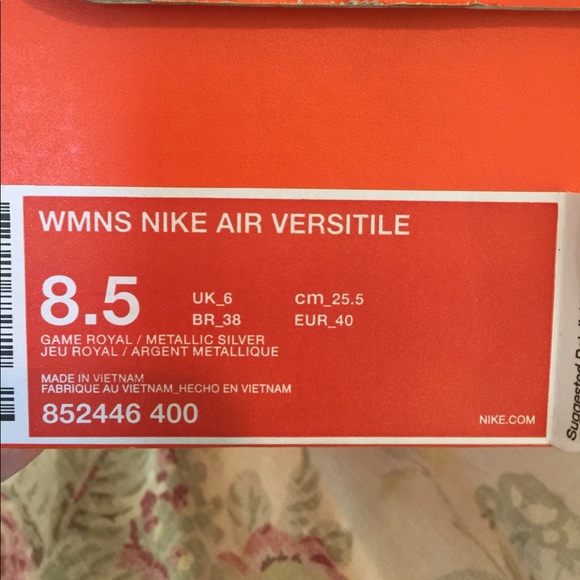 WMNS NIKE AIR VERSITILE
8.5
UK_6 cm_25.5
BR_38 EUR_40
GAME ROYAL / METALLIC SILVER
JEU ROYAL / ARGENT METALLIQUE
MADE IN VIETNAM
FABRIQUE AU VIETNAM_HECHO EN VIETNAM
852446 400
NIKE.COM
Suggested